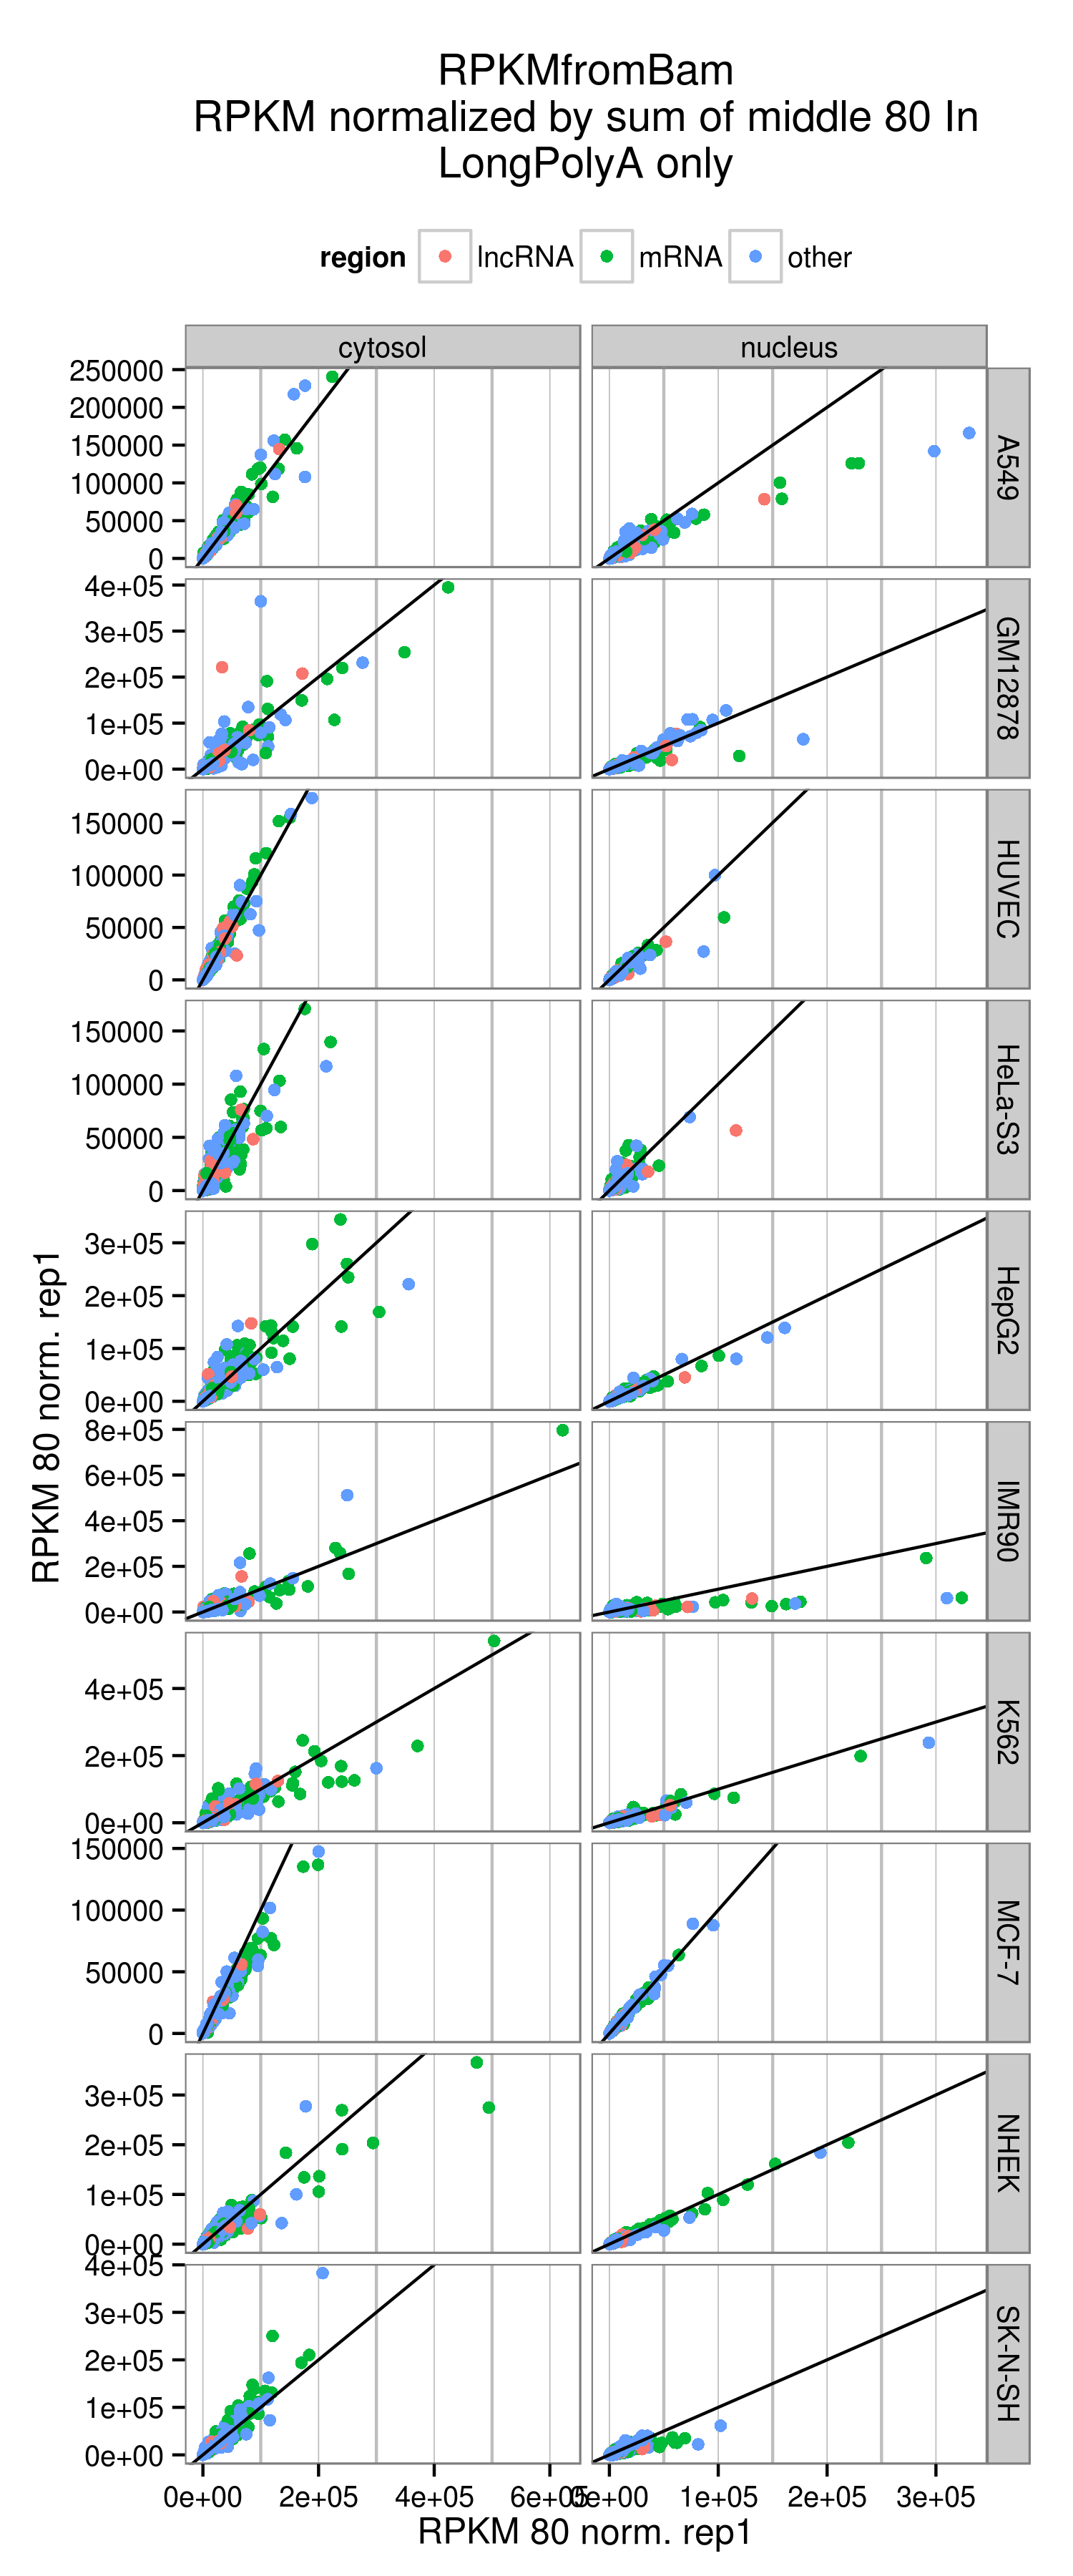 RPKMfromBam
RPKM normalized by sum of middle 80 In
LongPolyA only
region lncRNA mRNA other
cytosol nucleus
250000
200000
150000
100000
50000
0
A549
4e+05
3e+05
2e+05
1e+05
0e+00
GM12878
150000
100000
50000
0
HUVEC
150000
100000
50000
0
HeLa-S3
3e+05
2e+05
1e+05
0e+00
HepG2
8e+05
6e+05
4e+05
2e+05
0e+00
IMR90
4e+05
2e+05
0e+00
K562
150000
100000
50000
0
MCF-7
3e+05
2e+05
1e+05
0e+00
NHEK
4e+05
3e+05
2e+05
1e+05
0e+00
SK-N-SH
RPKM 80 norm. rep1
0e+00 2e+05 4e+05 6e+05 0e+00 1e+05 2e+05 3e+05
RPKM 80 norm. rep1